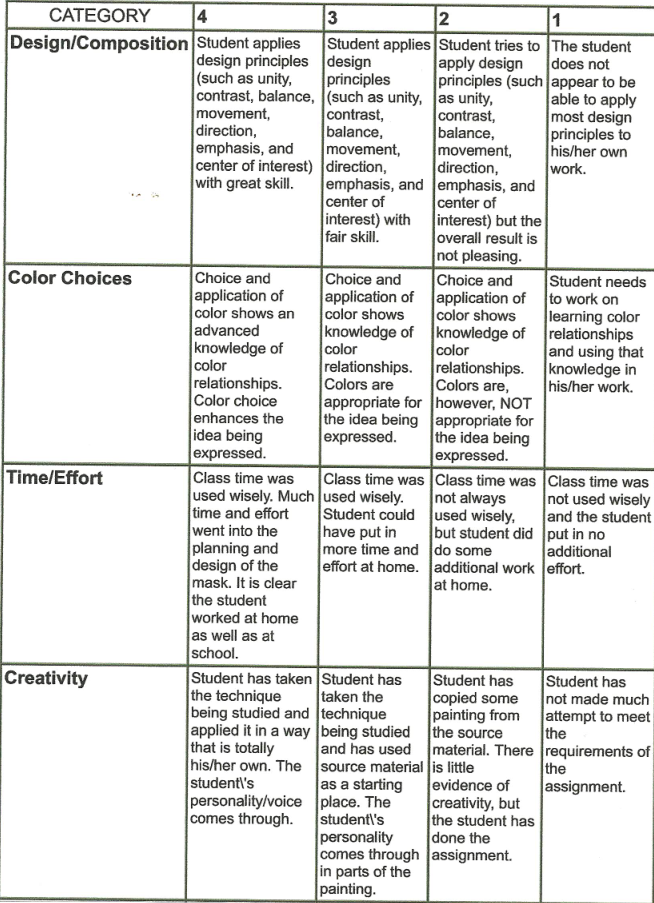 CATEGORY
4
3
2
1
Design/Composition
Student applies
design principles
(such as unity,
contrast, balance,
movement,
direction,
emphasis, and
center of interest)
with great skill.
Student applies
design
principles
(such as unity,
contrast,
balance,
movement,
direction,
emphasis, and
center of
interest) with
fair skill.
Student tries to
apply design
principles (such
as unity,
contrast,
balance,
movement,
direction,
emphasis, and
center of
interest) but the
overall result is
not pleasing.
The student
does not
appear to be
able to apply
most design
principles to
his/her own
work.
Color Choices
Choice and
application of
color shows an
advanced
knowledge of
color
relationships.
Color choice
enhances the
idea being
expressed.
Choice and
application of
color shows
knowledge of
color
relationships.
Colors are
appropriate for
the idea being
expressed.
Choice and
application of
color shows
knowledge of
color
relationships.
Colors are,
however, NOT
appropriate for
the idea being
expressed.
Student needs
to work on
learning color
relationships
and using that
knowledge in
his/her work.
Time/Effort
Class time was
used wisely. Much
time and effort
went into the
planning and
design of the
mask. It is clear
the student
worked at home
as well as at
school.
Class time was
used wisely.
Student could
have put in
more time and
effort at home.
Class time was
not always
used wisely,
but student did
do some
additional work
at home.
Class time was
not used wisely
and the student
put in no
additional
effort.
Creativity
Student has taken
the technique
being studied and
applied it in a way
that is totally
his/her own. The
student\'s
personality/voice
comes through.
Student has
taken the
technique
being studied
and has used
source material
as a starting
place. The
student\'s
personality
comes through
in parts of the
painting.
Student has
copied some
painting from
the source
material. There
is little
evidence of
creativity, but
the student has
done the
assignment.
Student has
not made much
attempt to meet
the
requirements of
the
assignment.